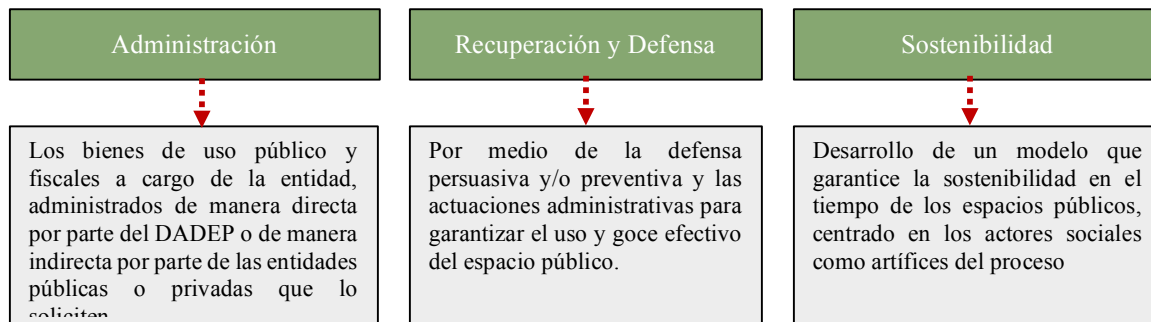 Administración
Los bienes de uso público y
fiscales a cargo de la entidad,
administrados de manera directa
por parte del DADEP o de manera
indirecta por parte de las entidades
públicas o privadas que lo
soliten
Recuperación y Defensa
Por medio de la defensa
persuasiva y/o preventiva y las
actuaciones administrativas para
garantizar el uso y goce efectivo
del espacio público.
Sostenibilidad
Desarrollo de un modelo que
garantice la sostenibilidad en el
tiempo de los espacios públicos,
centrado en los actores sociales
como artífices del proceso